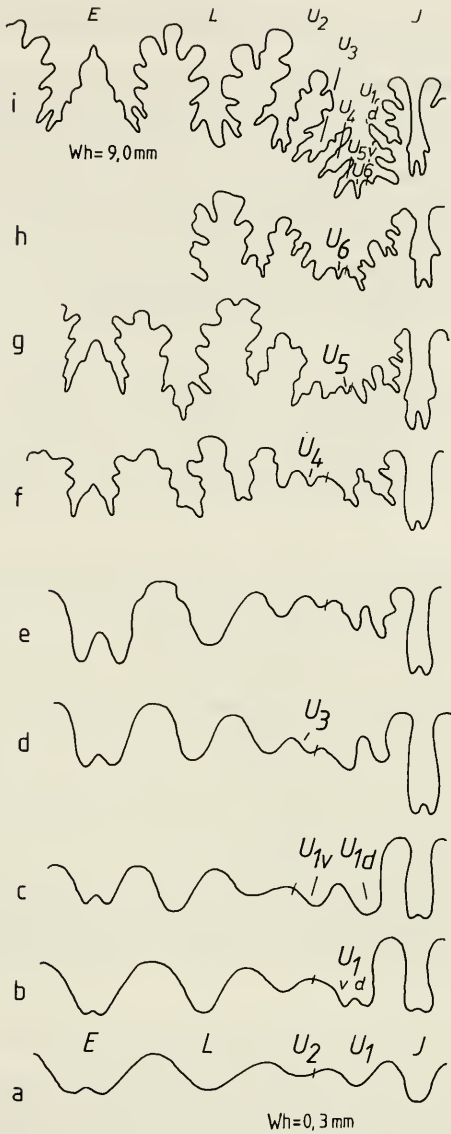 E L U2 J
U3
i U1
U4 d
U5 v
Wh= 9,0 mm U6
h U6
g U5
f U4
e
d U3
c U1v U1d
b U1
v d
E L U2 U1 J
a
Wh= 0,3 mm